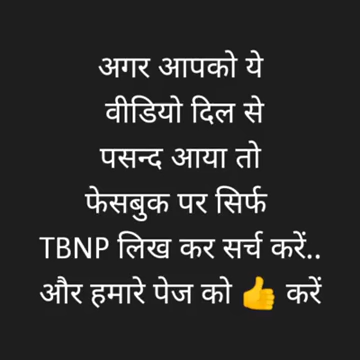 अगर आपको ये
वीडियो दिल से
पसन्द आया तो
फेसबुक पर सिर्फ
TBNP लिख कर सर्च करें..
और हमारे पेज को 👍 करें